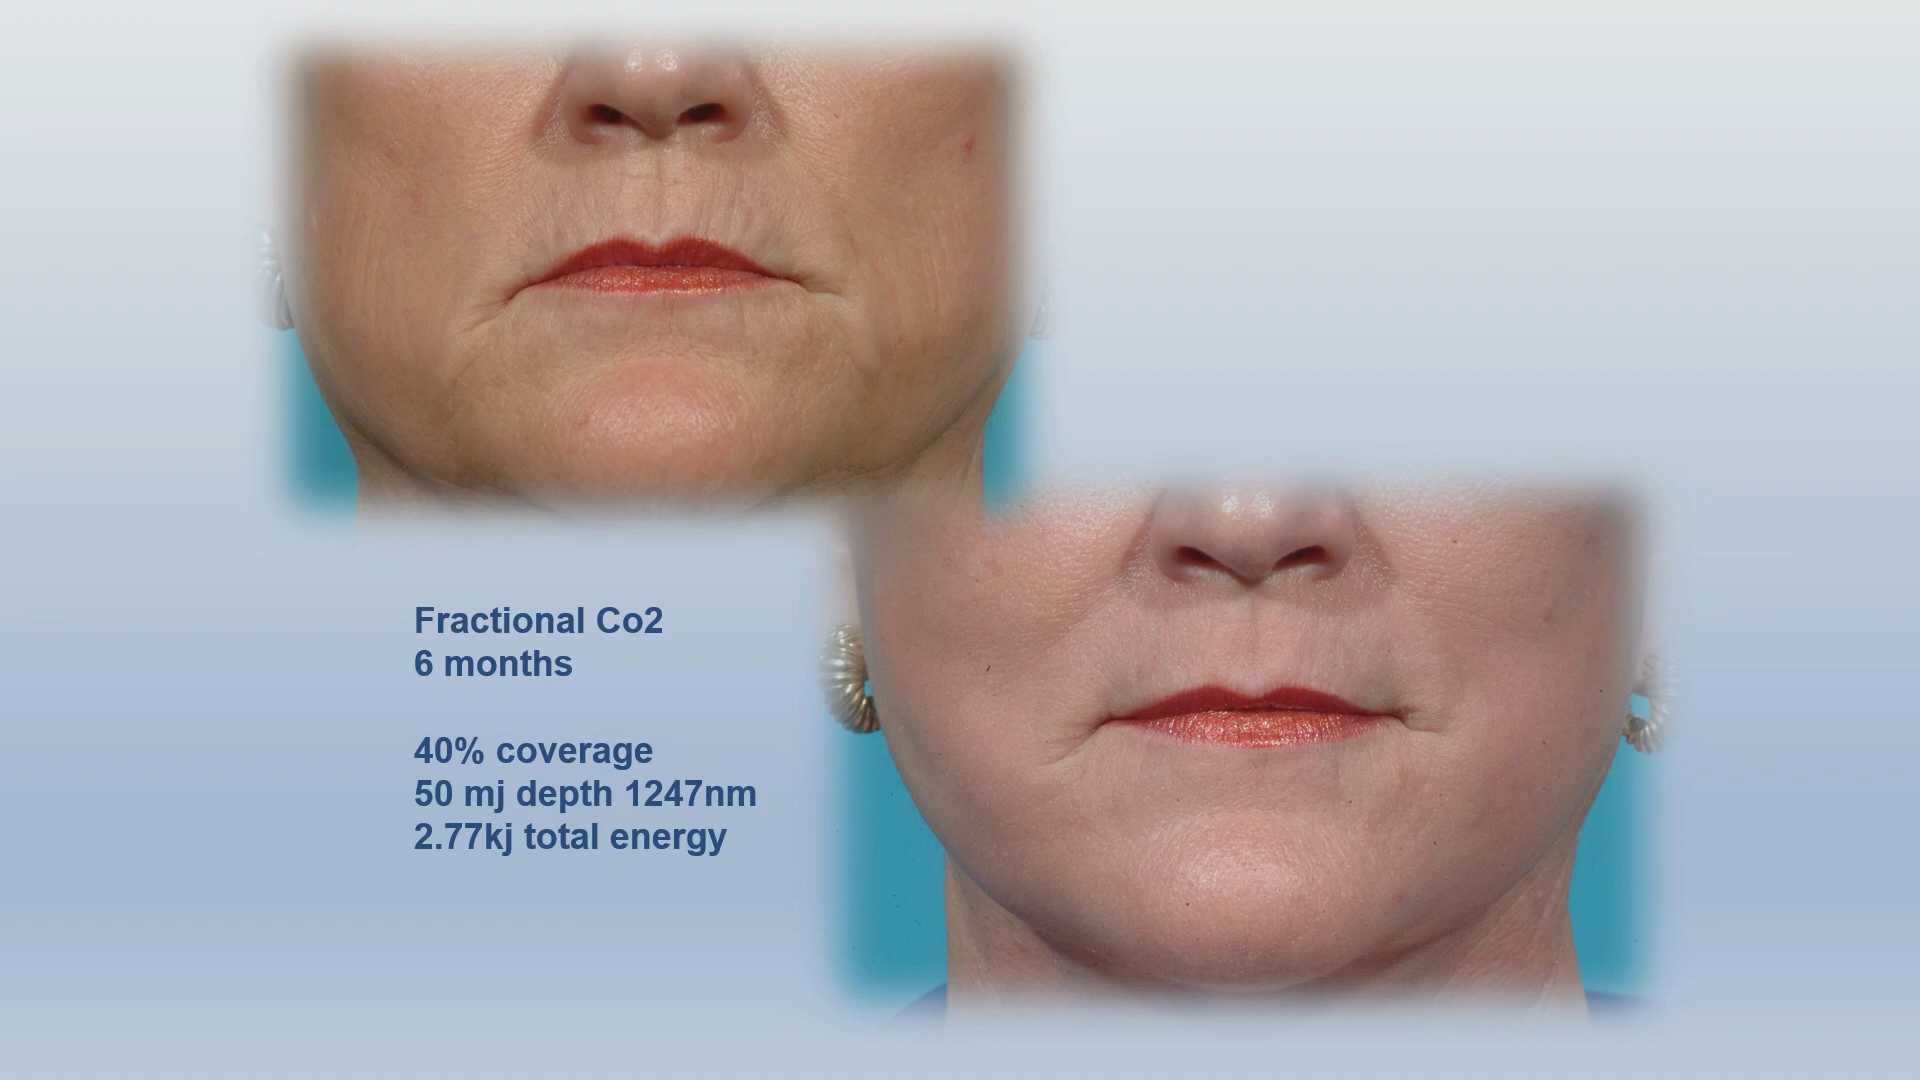 Fractional Co2
6 months
40% coverage
50 mj depth 1247nm
2.77kj total energy